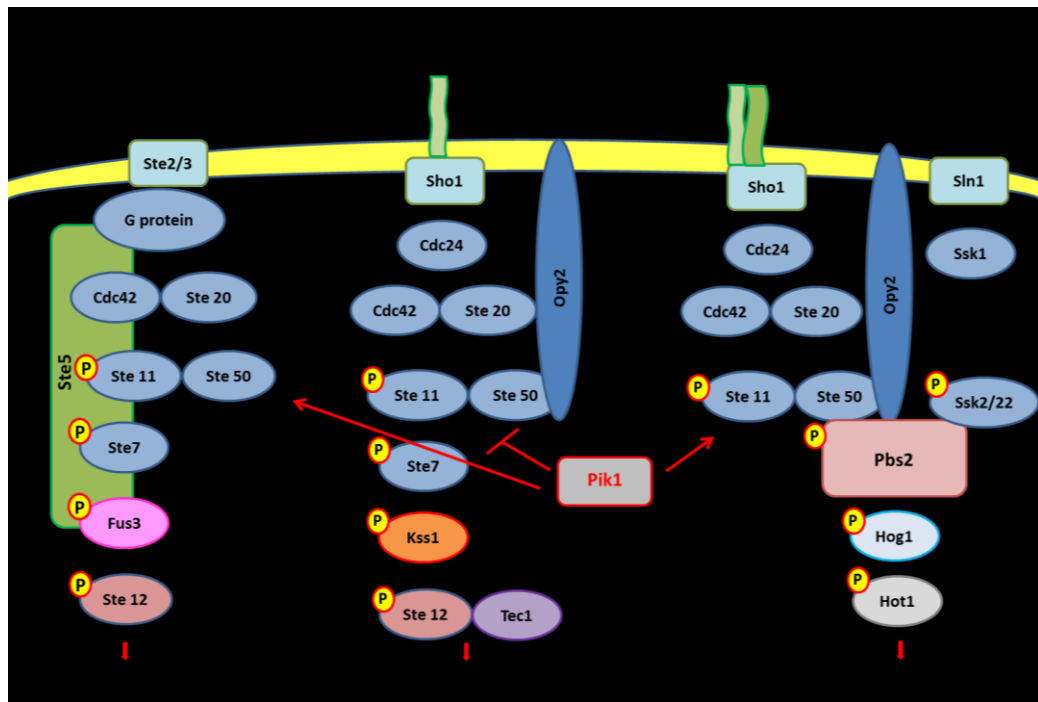 Ste2/3
G protein
Cdc42
Ste 20
Ste5
P
Ste 11
Ste 50
P
Ste7
P
Fus3
P
Ste 12
Sho1
Cdc24
Cdc42
Ste 20
Opy2
P
Ste 11
Ste 50
P
Ste7
P
Kss1
P
Ste 12
Tec1
Pik1
Sho1
Cdc24
Cdc42
Ste 20
Opy2
P
Ste 11
Ste 50
Sln1
Ssk1
P
Ssk2/22
P
Pbs2
P
Hog1
P
Hot1